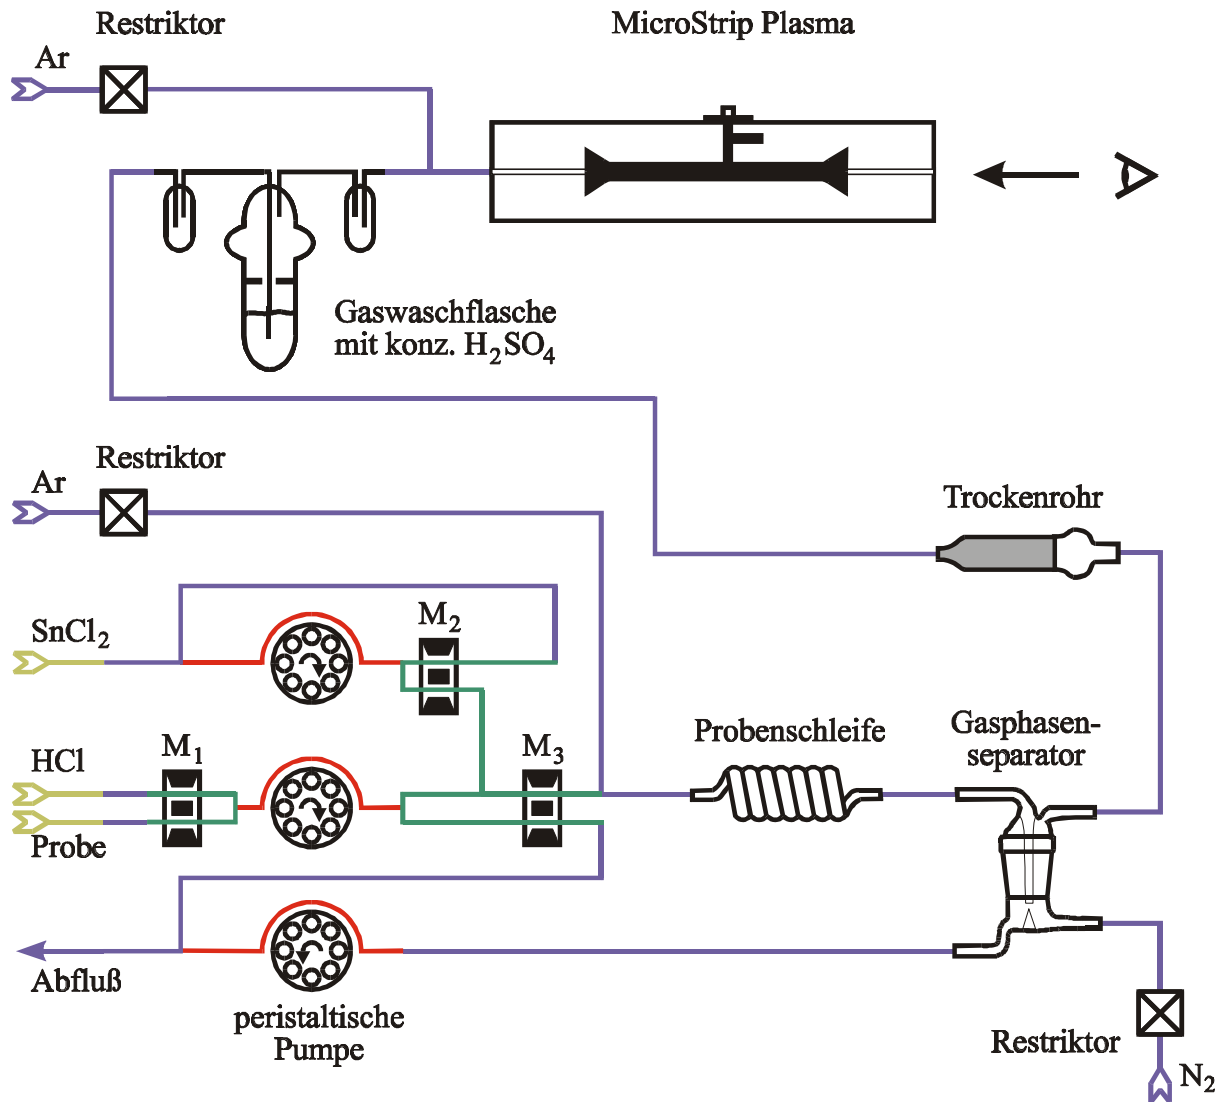 Restriktor
MicroStrip Plasma
Ar
Gaswaschflasche
mit konz. H₂SO₄
Restriktor
Ar
Trockenrohr
SnCl₂
M₂
HCl
M₁
M₃
Probenschleife
Gasphasen-
separator
Probe
Abfluß
peristaltische
Pumpe
Restriktor
N₂